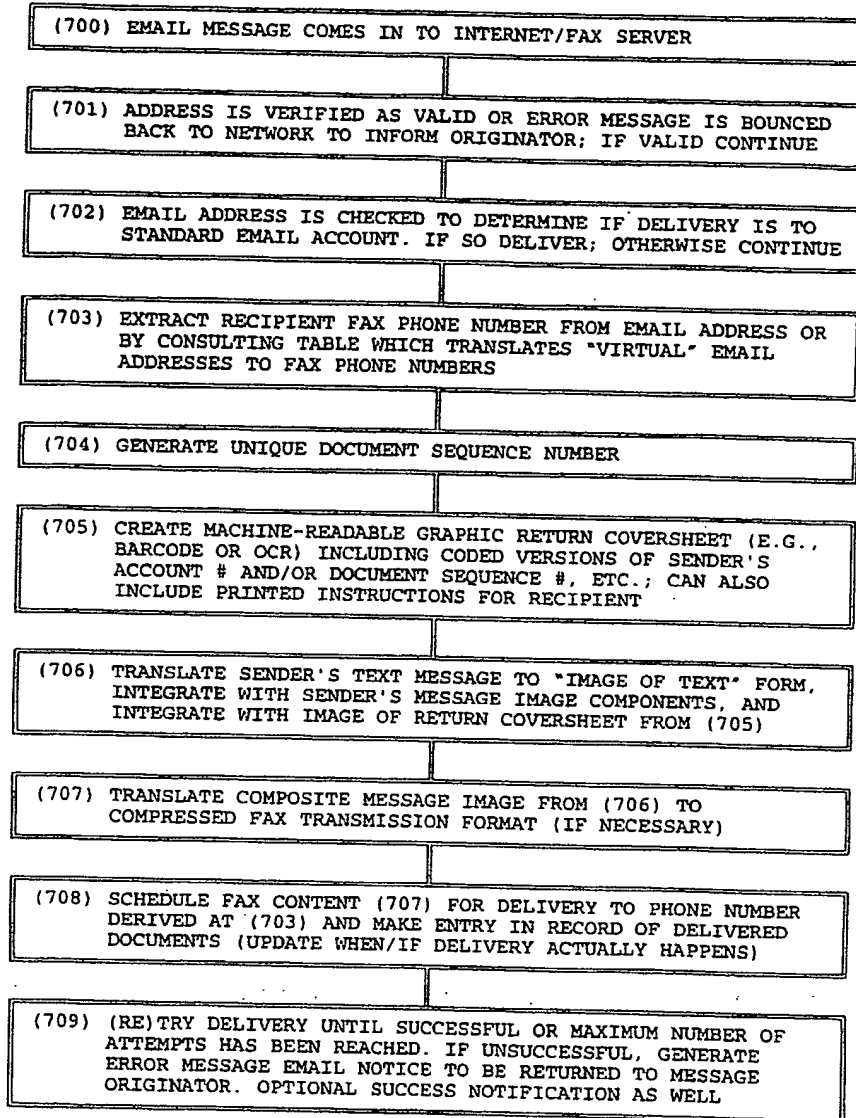 (700) EMAIL MESSAGE COMES IN TO INTERNET/FAX SERVER
(701) ADDRESS IS VERIFIED AS VALID OR ERROR MESSAGE IS BOUNCED
BACK TO NETWORK TO INFORM ORIGINATOR; IF VALID CONTINUE
(702) EMAIL ADDRESS IS CHECKED TO DETERMINE IF DELIVERY IS TO
STANDARD EMAIL ACCOUNT. IF SO DELIVER; OTHERWISE CONTINUE
(703) EXTRACT RECIPIENT FAX PHONE NUMBER FROM EMAIL ADDRESS OR
BY CONSULTING TABLE WHICH TRANSLATES "VIRTUAL" EMAIL
ADDRESSES TO FAX PHONE NUMBERS
(704) GENERATE UNIQUE DOCUMENT SEQUENCE NUMBER
(705) CREATE MACHINE-READABLE GRAPHIC RETURN COVERSHEET (E.G.,
BARCODE OR OCR) INCLUDING CODED VERSIONS OF SENDER'S
ACCOUNT # AND/OR DOCUMENT SEQUENCE #, ETC.; CAN ALSO
INCLUDE PRINTED INSTRUCTIONS FOR RECIPIENT
(706) TRANSLATE SENDER'S TEXT MESSAGE TO "IMAGE OF TEXT" FORM,
INTEGRATE WITH SENDER'S MESSAGE IMAGE COMPONENTS, AND
INTEGRATE WITH IMAGE OF RETURN COVERSHEET FROM (705)
(707) TRANSLATE COMPOSITE MESSAGE IMAGE FROM (706) TO
COMPRESSED FAX TRANSMISSION FORMAT (IF NECESSARY)
(708) SCHEDULE FAX CONTENT (707) FOR DELIVERY TO PHONE NUMBER
DERIVED AT (703) AND MAKE ENTRY IN RECORD OF DELIVERED
DOCUMENTS (UPDATE WHEN/IF DELIVERY ACTUALLY HAPPENS)
(709) (RE)TRY DELIVERY UNTIL SUCCESSFUL OR MAXIMUM NUMBER OF
ATTEMPTS HAS BEEN REACHED. IF UNSUCCESSFUL, GENERATE
ERROR MESSAGE EMAIL NOTICE TO BE RETURNED TO MESSAGE
ORIGINATOR. OPTIONAL SUCCESS NOTIFICATION AS WELL